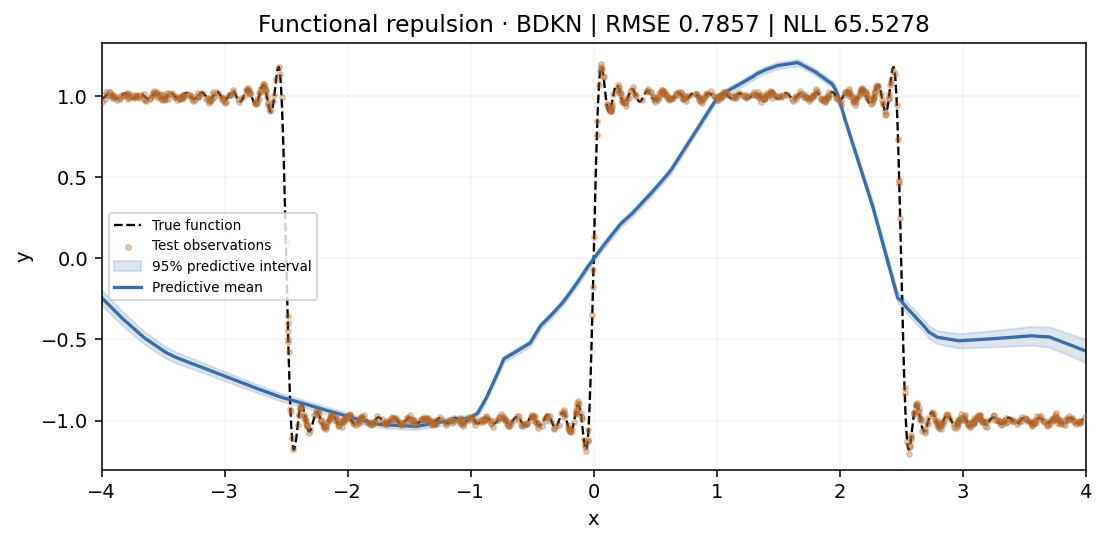 Functional repulsion · BDKN | RMSE 0.7857 | NLL 65.5278
1.0
0.5
0.0
−0.5
−1.0
y
True function
Test observations
95% predictive interval
Predictive mean
−4
−3
−2
−1
0
1
2
3
4
x